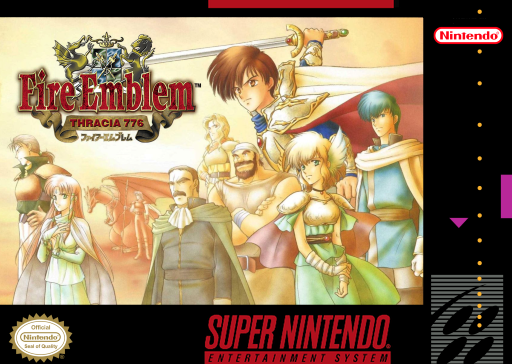 Nintendo®
Fire Emblem™
THRACIA 776
ファイアーエムブレム
Official
Nintendo
Seal of Quality
SUPER NINTENDO®
ENTERTAINMENT SYSTEM